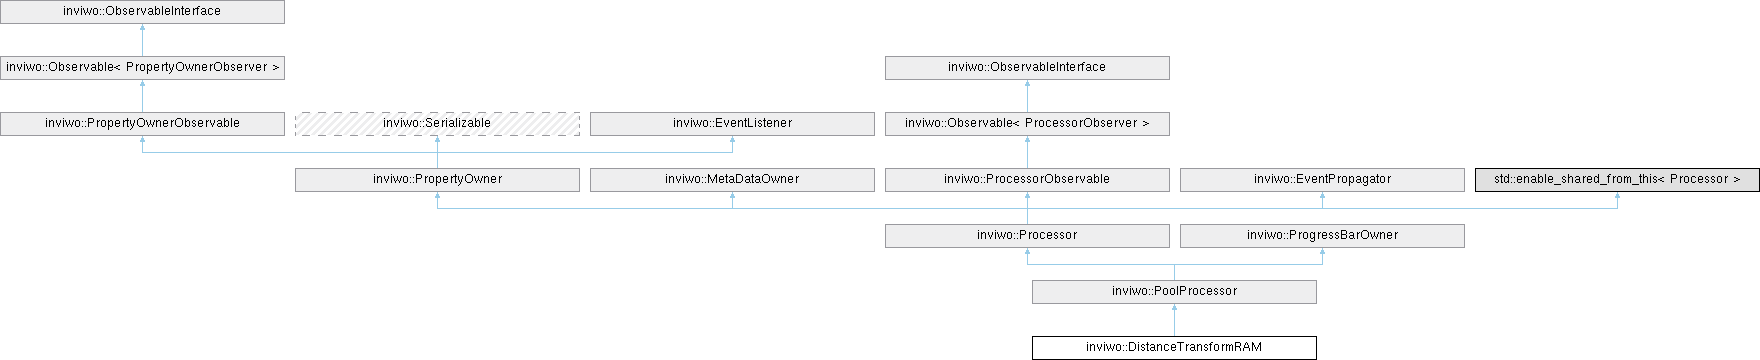 inviwo::ObservableInterface
inviwo::Observable< PropertyOwnerObserver >
inviwo::ObservableInterface
inviwo::PropertyOwnerObservable
inviwo::Serializable
inviwo::EventListener
inviwo::Observable< ProcessorObserver >
inviwo::PropertyOwner
inviwo::MetaDataOwner
inviwo::ProcessorObservable
inviwo::EventPropagator
std::enable_shared_from_this< Processor >
inviwo::Processor
inviwo::ProgressBarOwner
inviwo::PoolProcessor
inviwo::DistanceTransformRAM